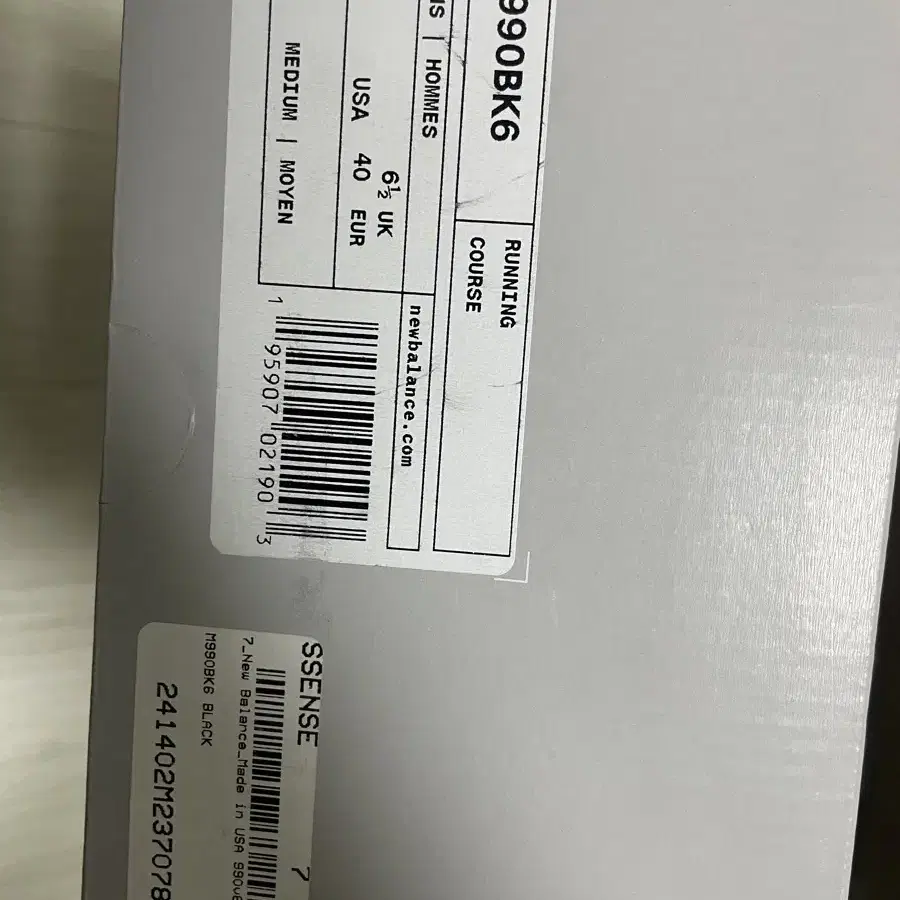 990BK6
RUNNING
COURSE
HOMMES
6½ UK
USA 40 EUR
MEDIUM | MOYEN
newbalance.com
1 95907 02190 3
SSENSE 7
7_New Balance_Made in USA 990v6
M990BK6 BLACK
241402M237078